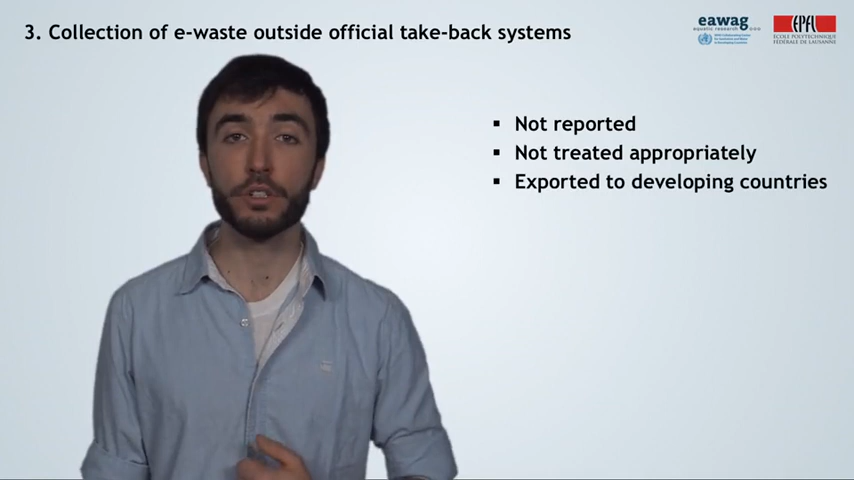 3. Collection of e-waste outside official take-back systems
eawag
aquatic research
EPFL
ECOLE POLYTECHNIQUE
FÉDÉRALE DE LAUSANNE
▪ Not reported
▪ Not treated appropriately
▪ Exported to developing countries